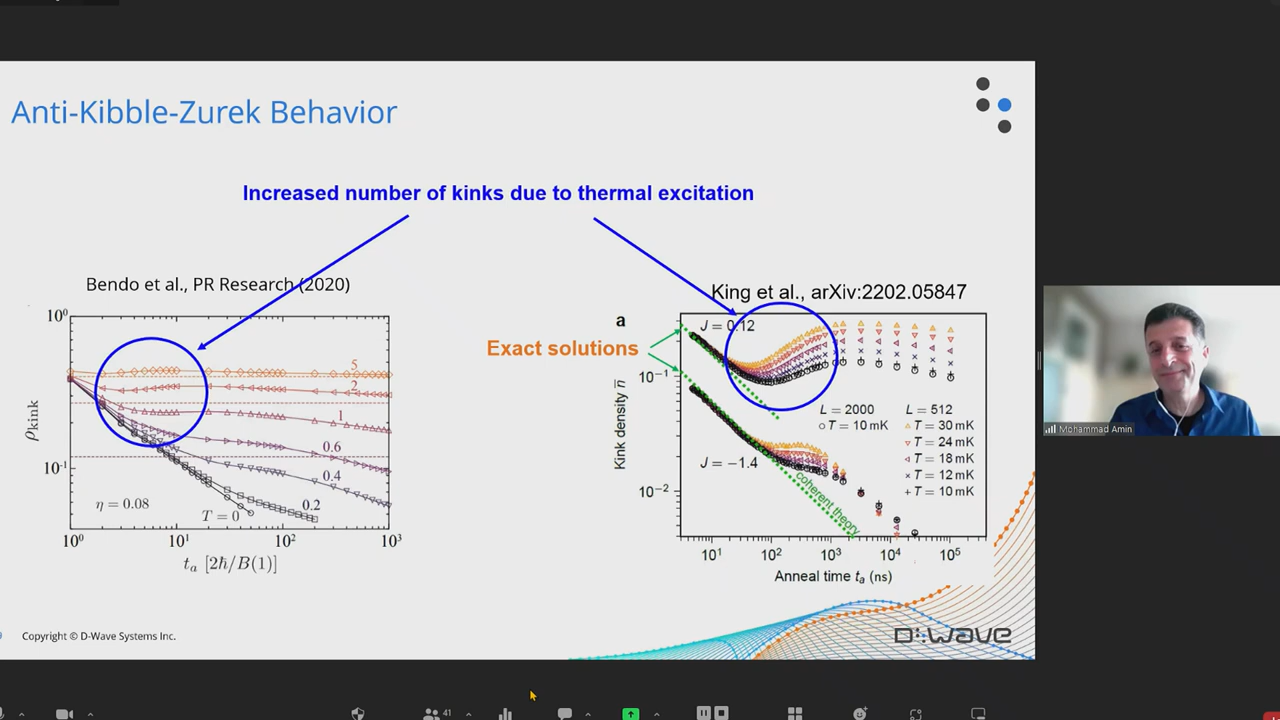 Anti-Kibble-Zurek Behavior
Increased number of kinks due to thermal excitation
Bendo et al., PR Research (2020)
10⁰
10⁻¹
ρkink
5
2
1
0.6
0.4
0.2
η = 0.08
T = 0
10⁰ 10¹ 10² 10³
tₐ [2ħ/B(1)]
Exact solutions
King et al., arXiv:2202.05847
a
J = 0.12
10⁻¹
Kink density n̅
10⁻²
J = −1.4
coherent theory
L = 2000 L = 512
T = 10 mK T = 30 mK
T = 24 mK
T = 18 mK
T = 12 mK
T = 10 mK
10¹ 10² 10³ 10⁴ 10⁵
Anneal time tₐ (ns)
Copyright © D-Wave Systems Inc.
D:WAVE
Mohammad Amin
41